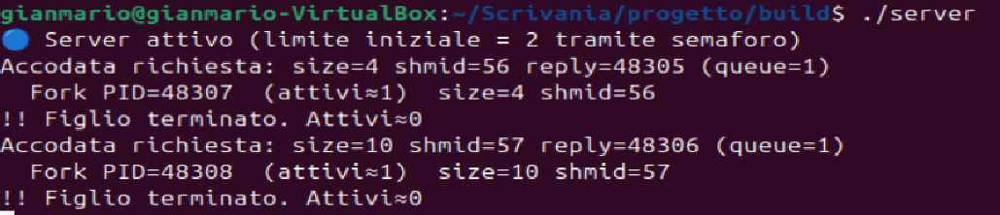 gianmario@gianmario-VirtualBox:~/Scrivania/progetto/build$ ./server
🔵 Server attivo (limite iniziale = 2 tramite semaforo)
Accodata richiesta: size=4 shmid=56 reply=48305 (queue=1)
  Fork PID=48307  (attivi≈1)  size=4 shmid=56
!! Figlio terminato. Attivi≈0
Accodata richiesta: size=10 shmid=57 reply=48306 (queue=1)
  Fork PID=48308  (attivi≈1)  size=10 shmid=57
!! Figlio terminato. Attivi≈0